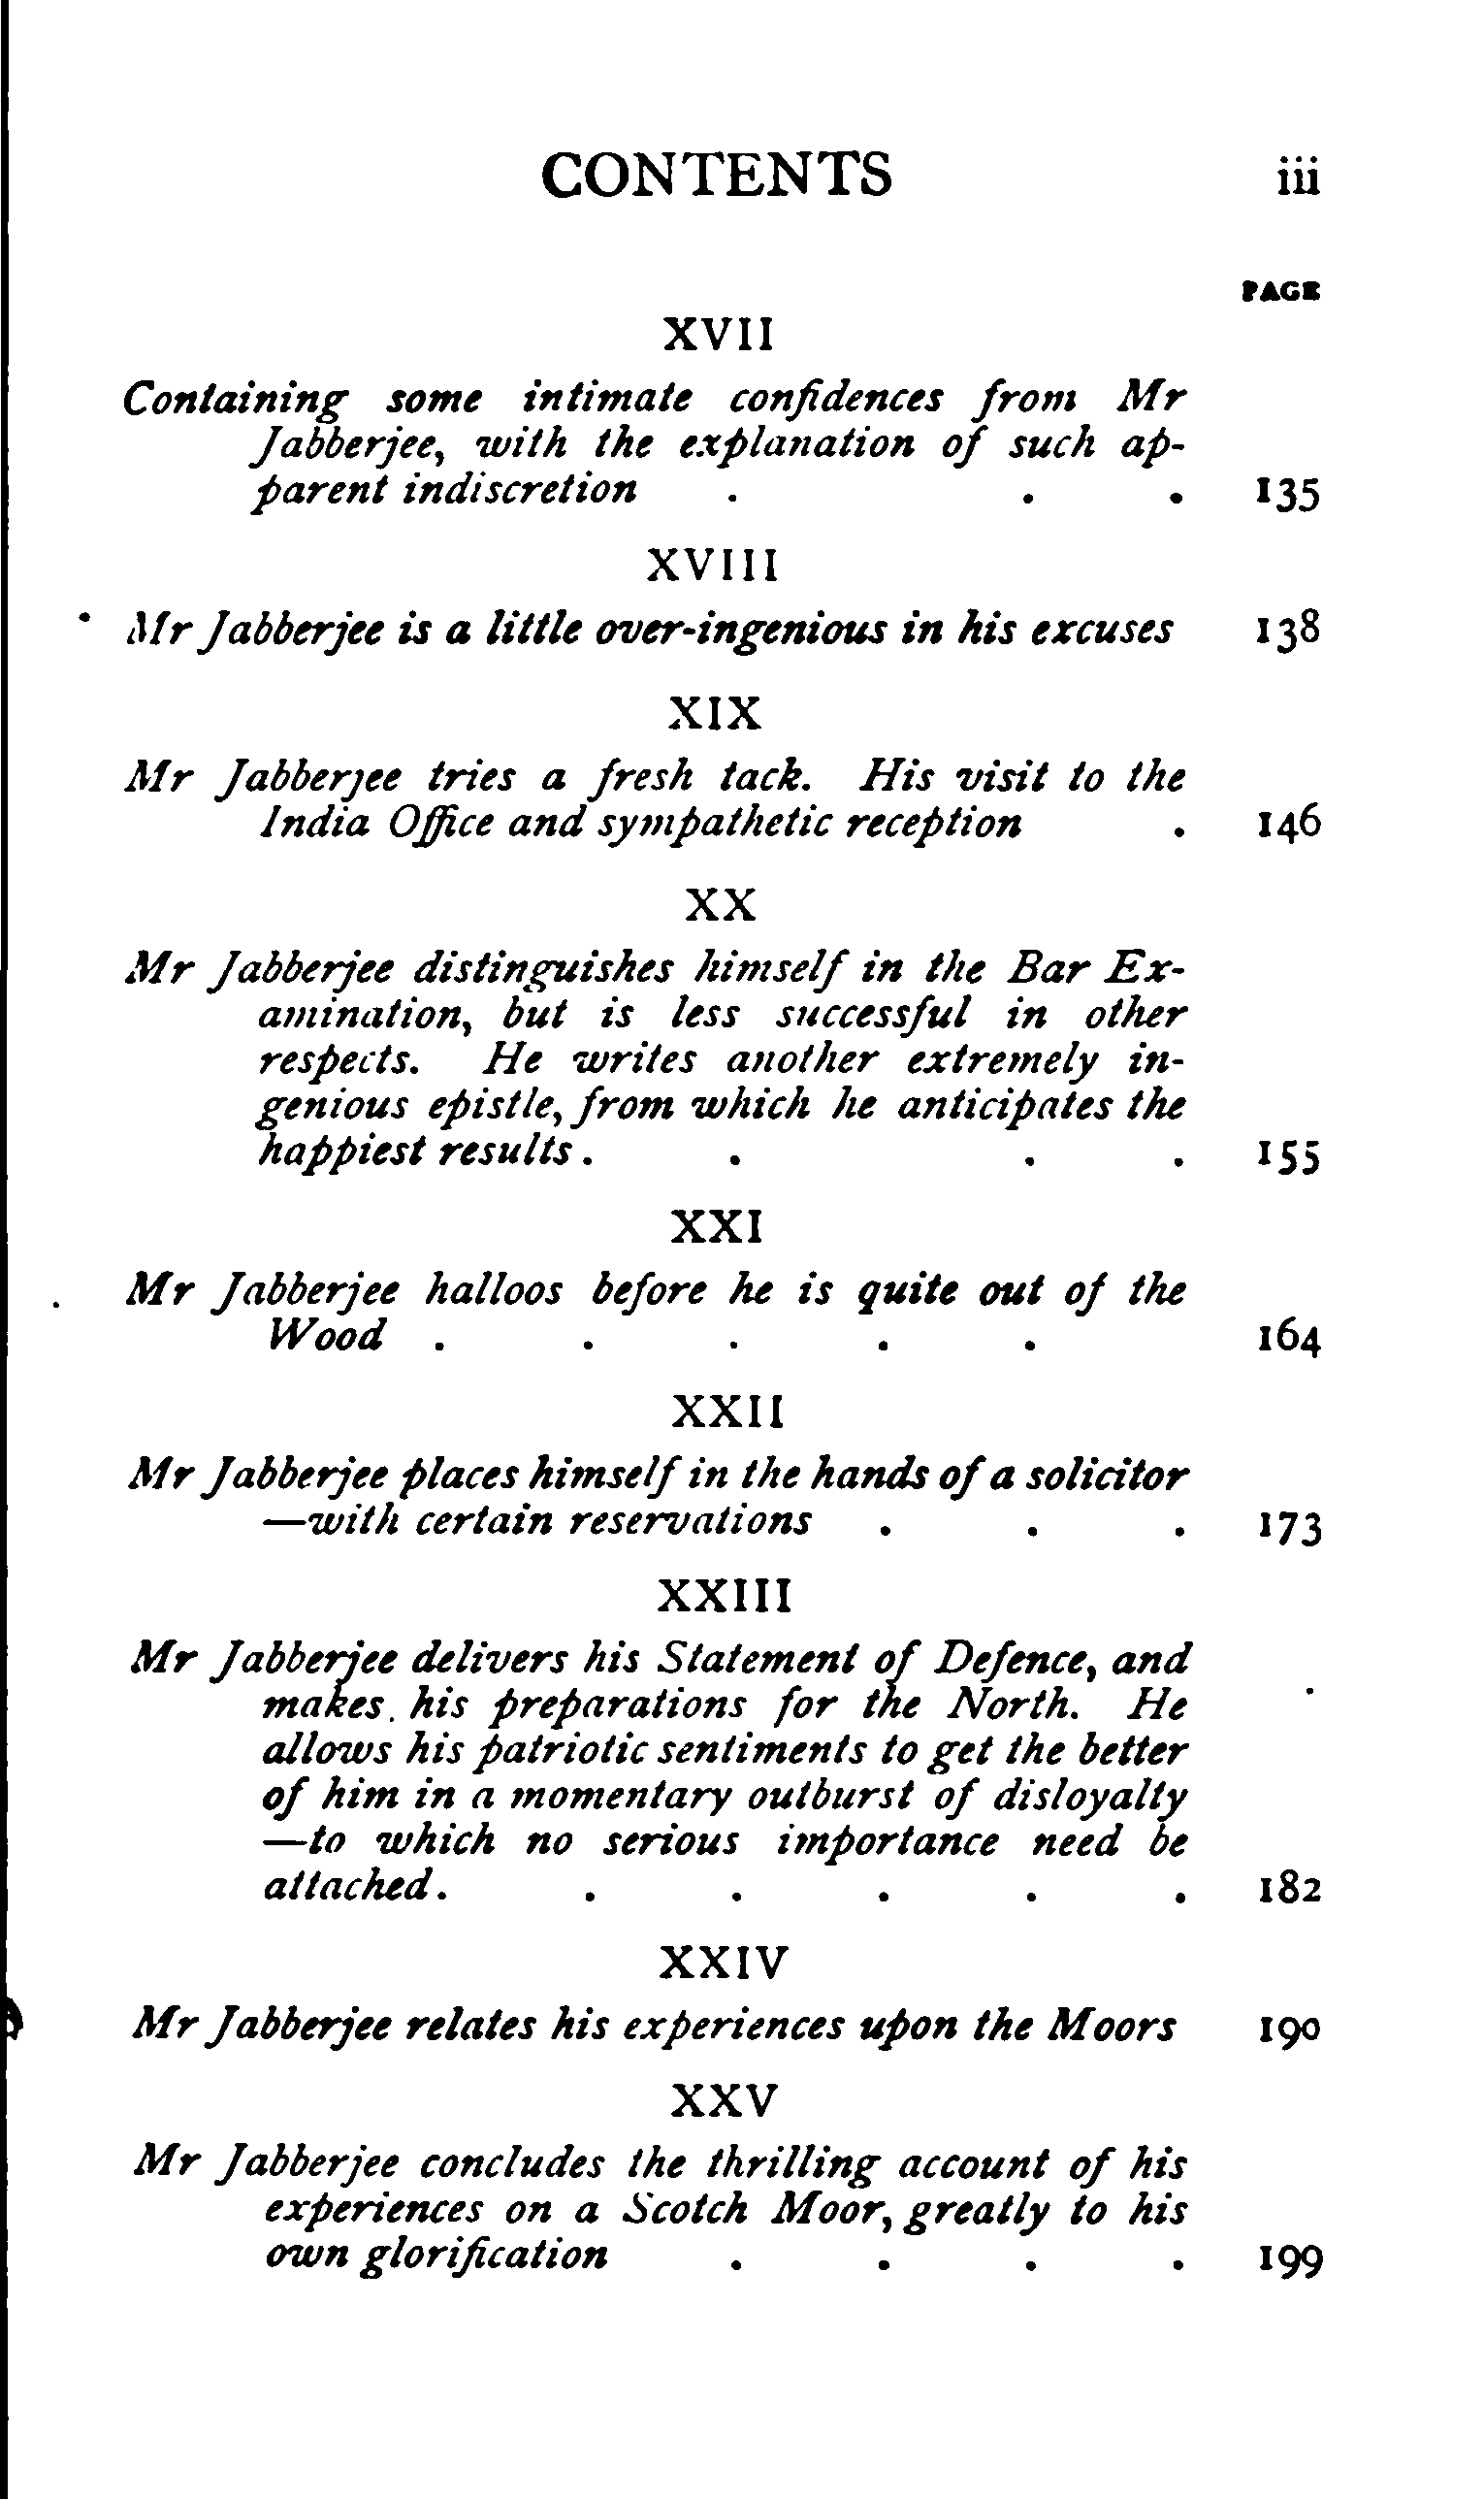 CONTENTS iii
PAGE
XVII
Containing some intimate confidences from Mr
Jabberjee, with the explanation of such ap-
parent indiscretion . . . 135
XVIII
Mr Jabberjee is a little over-ingenious in his excuses 138
XIX
Mr Jabberjee tries a fresh tack. His visit to the
India Office and sympathetic reception . 146
XX
Mr Jabberjee distinguishes himself in the Bar Ex-
amination, but is less successful in other
respects. He writes another extremely in-
genious epistle, from which he anticipates the
happiest results . . . . 155
XXI
Mr Jabberjee halloos before he is quite out of the
Wood . . . . . 164
XXII
Mr Jabberjee places himself in the hands of a solicitor
—with certain reservations . . . 173
XXIII
Mr Jabberjee delivers his Statement of Defence, and
makes his preparations for the North. He
allows his patriotic sentiments to get the better
of him in a momentary outburst of disloyalty
—to which no serious importance need be
attached . . . . . . 182
XXIV
Mr Jabberjee relates his experiences upon the Moors 190
XXV
Mr Jabberjee concludes the thrilling account of his
experiences on a Scotch Moor, greatly to his
own glorification . . . . 199